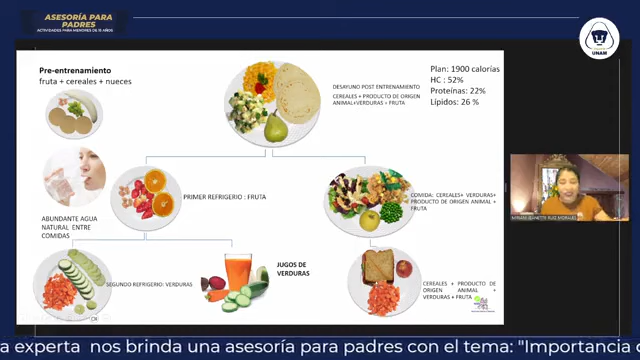 ASESORÍA PARA
PADRES
ACTIVIDADES PARA MENORES DE 15 AÑOS
UNAM
Pre-entrenamiento
fruta + cereales + nueces
DESAYUNO POST ENTRENAMIENTO
CEREALES + PRODUCTO DE ORIGEN
ANIMAL+VERDURAS + FRUTA
Plan: 1900 calorías
HC : 52%
Proteínas: 22%
Lípidos: 26 %
PRIMER REFRIGERIO : FRUTA
COMIDA: CEREALES+ VERDURAS+
PRODUCTO DE ORIGEN ANIMAL +
FRUTA
ABUNDANTE AGUA
NATURAL ENTRE
COMIDAS
MIRIAM JEANETTE RUIZ MORALES
SEGUNDO REFRIGERIO: VERDURAS
JUGOS DE
VERDURAS
CEREALES + PRODUCTO DE
ORIGEN ANIMAL +
VERDURAS + FRUTA
a experta nos brinda una asesoría para padres con el tema: "Importancia